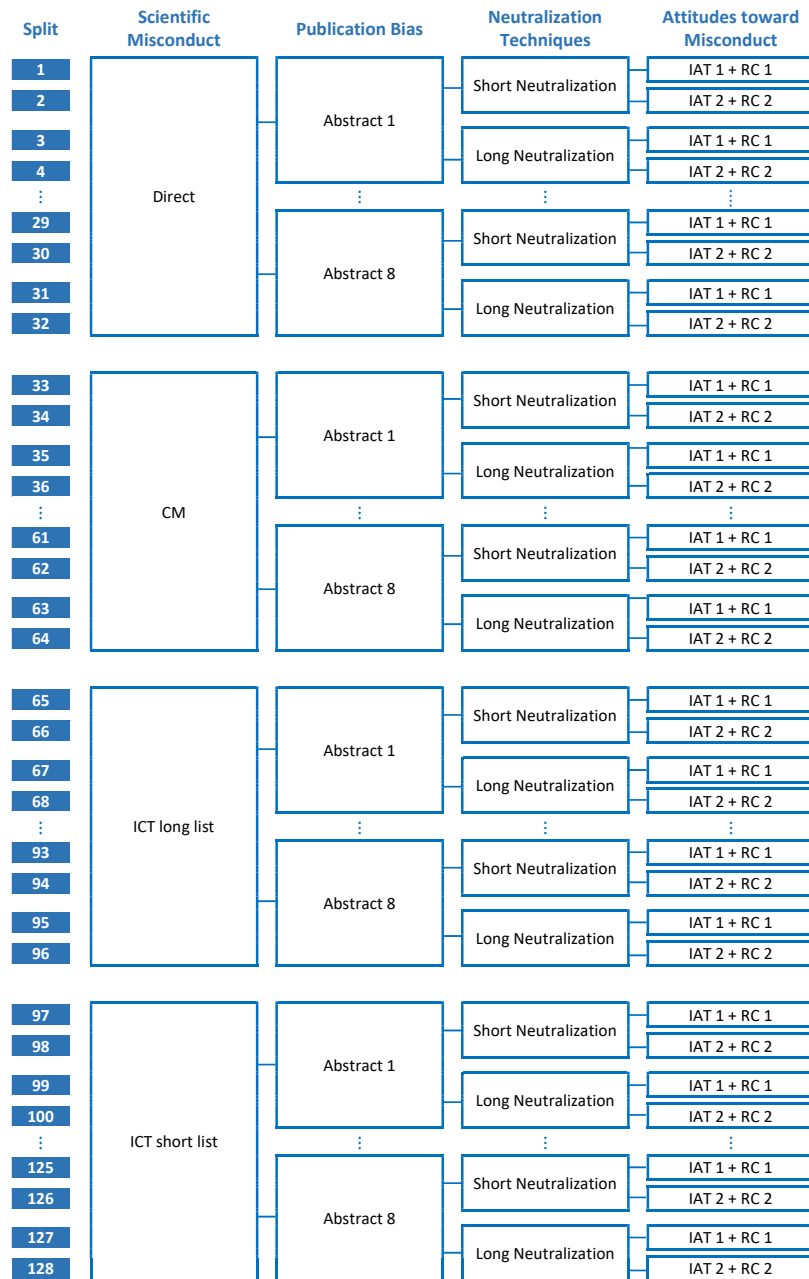 Split
Scientific Misconduct
Publication Bias
Neutralization Techniques
Attitudes toward Misconduct
1
2
3
4
⋮
29
30
31
32
Direct
Abstract 1
⋮
Abstract 8
Short Neutralization
Long Neutralization
⋮
Short Neutralization
Long Neutralization
IAT 1 + RC 1
IAT 2 + RC 2
IAT 1 + RC 1
IAT 2 + RC 2
⋮
IAT 1 + RC 1
IAT 2 + RC 2
IAT 1 + RC 1
IAT 2 + RC 2
33
34
35
36
⋮
61
62
63
64
CM
Abstract 1
⋮
Abstract 8
Short Neutralization
Long Neutralization
⋮
Short Neutralization
Long Neutralization
IAT 1 + RC 1
IAT 2 + RC 2
IAT 1 + RC 1
IAT 2 + RC 2
⋮
IAT 1 + RC 1
IAT 2 + RC 2
IAT 1 + RC 1
IAT 2 + RC 2
65
66
67
68
⋮
93
94
95
96
ICT long list
Abstract 1
⋮
Abstract 8
Short Neutralization
Long Neutralization
⋮
Short Neutralization
Long Neutralization
IAT 1 + RC 1
IAT 2 + RC 2
IAT 1 + RC 1
IAT 2 + RC 2
⋮
IAT 1 + RC 1
IAT 2 + RC 2
IAT 1 + RC 1
IAT 2 + RC 2
97
98
99
100
⋮
125
126
127
128
ICT short list
Abstract 1
⋮
Abstract 8
Short Neutralization
Long Neutralization
⋮
Short Neutralization
Long Neutralization
IAT 1 + RC 1
IAT 2 + RC 2
IAT 1 + RC 1
IAT 2 + RC 2
⋮
IAT 1 + RC 1
IAT 2 + RC 2
IAT 1 + RC 1
IAT 2 + RC 2